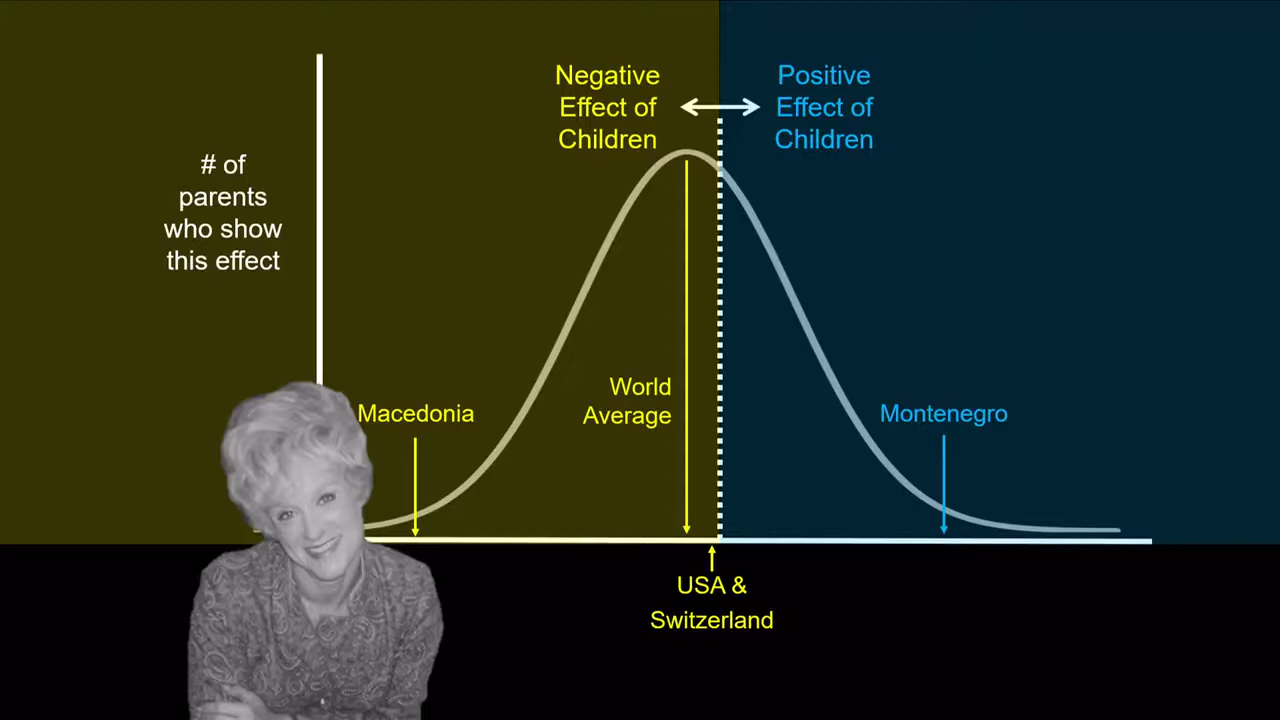 Negative
Effect of
Children
Positive
Effect of
Children
# of
parents
who show
this effect
World
Average
Macedonia
Montenegro
USA &
Switzerland